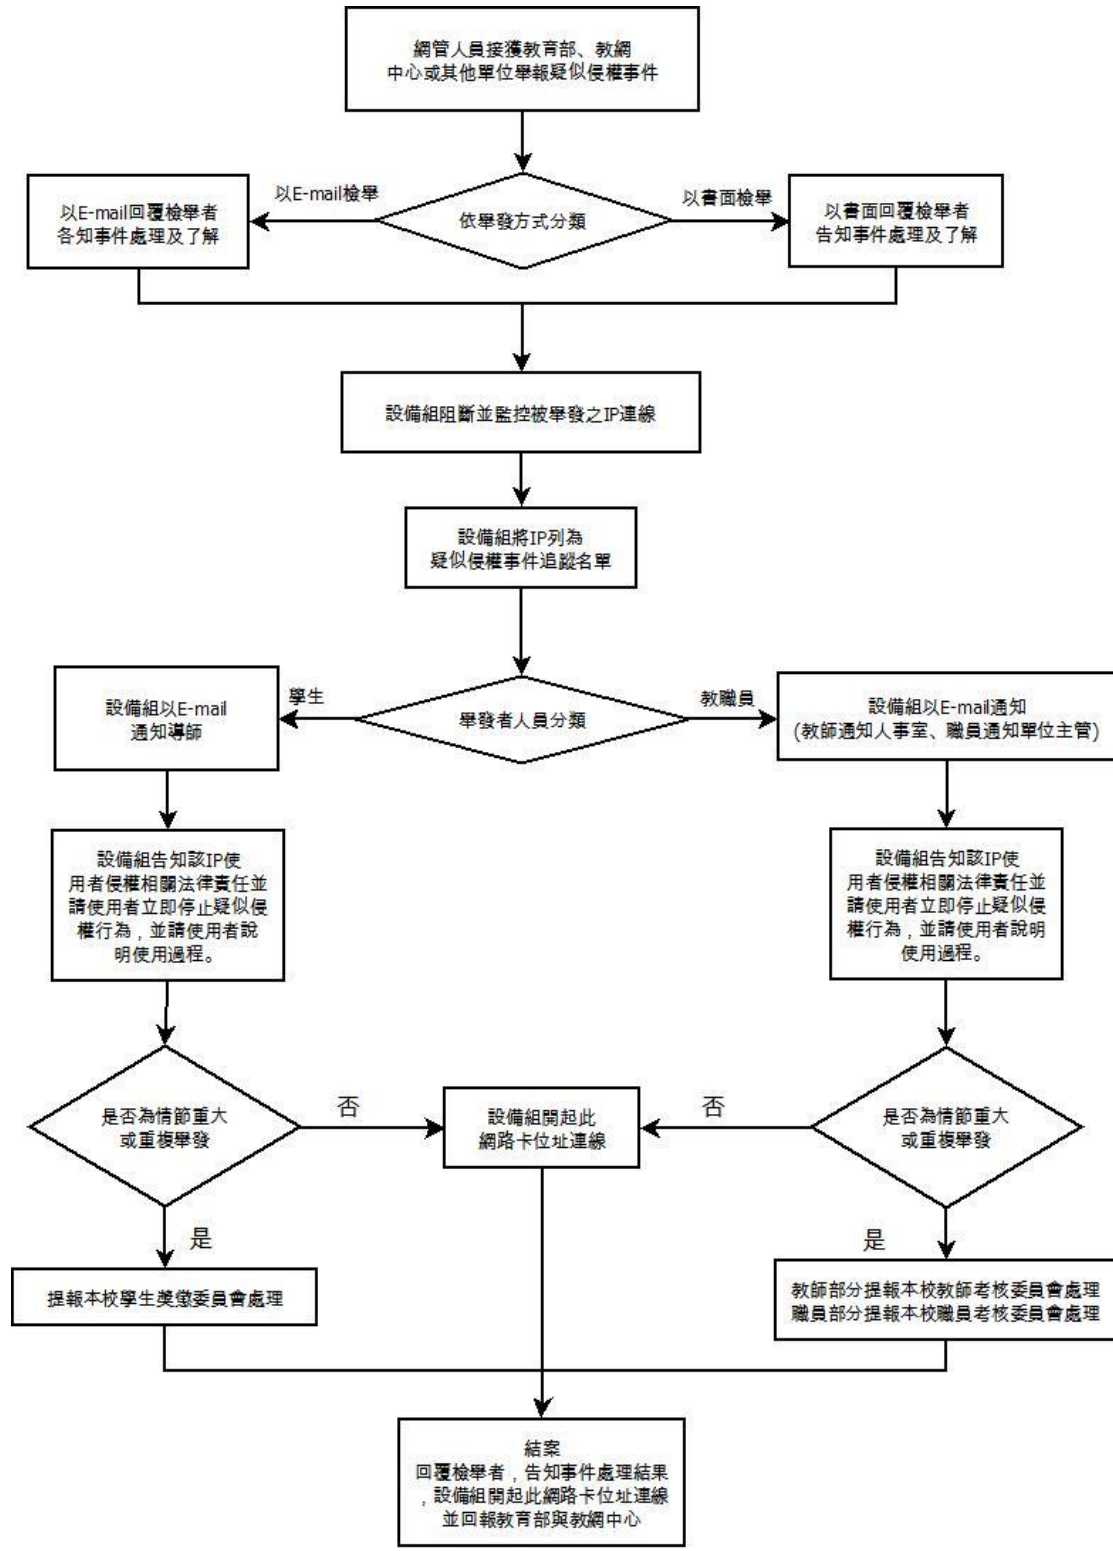 網管人員接獲教育部、教網
中心或其他單位舉報疑似侵權事件
以E-mail檢舉
以書面檢舉
以E-mail回覆檢舉者
各知事件處理及了解
依舉發方式分類
以書面回覆檢舉者
告知事件處理及了解
設備組阻斷並監控被舉發之IP連線
設備組將IP列為
疑似侵權事件追蹤名單
學生
教職員
設備組以E-mail
通知導師
舉發者人員分類
設備組以E-mail通知
(教師通知人事室、職員通知單位主管)
設備組告知該IP使
用者侵權相關法律責任並
請使用者立即停止疑似侵
權行為，並請使用者說
明使用過程。
設備組告知該IP使
用者侵權相關法律責任並
請使用者立即停止疑似侵
權行為，並請使用者說明
使用過程。
是否為情節重大
或重複舉發
否
設備組開起此
網路卡位址連線
否
是否為情節重大
或重複舉發
是
是
提報本校學生獎懲委員會處理
教師部分提報本校教師考核委員會處理
職員部分提報本校職員考核委員會處理
結案
回覆檢舉者，告知事件處理結果
，設備組開起此網路卡位址連線
並回報教育部與教網中心